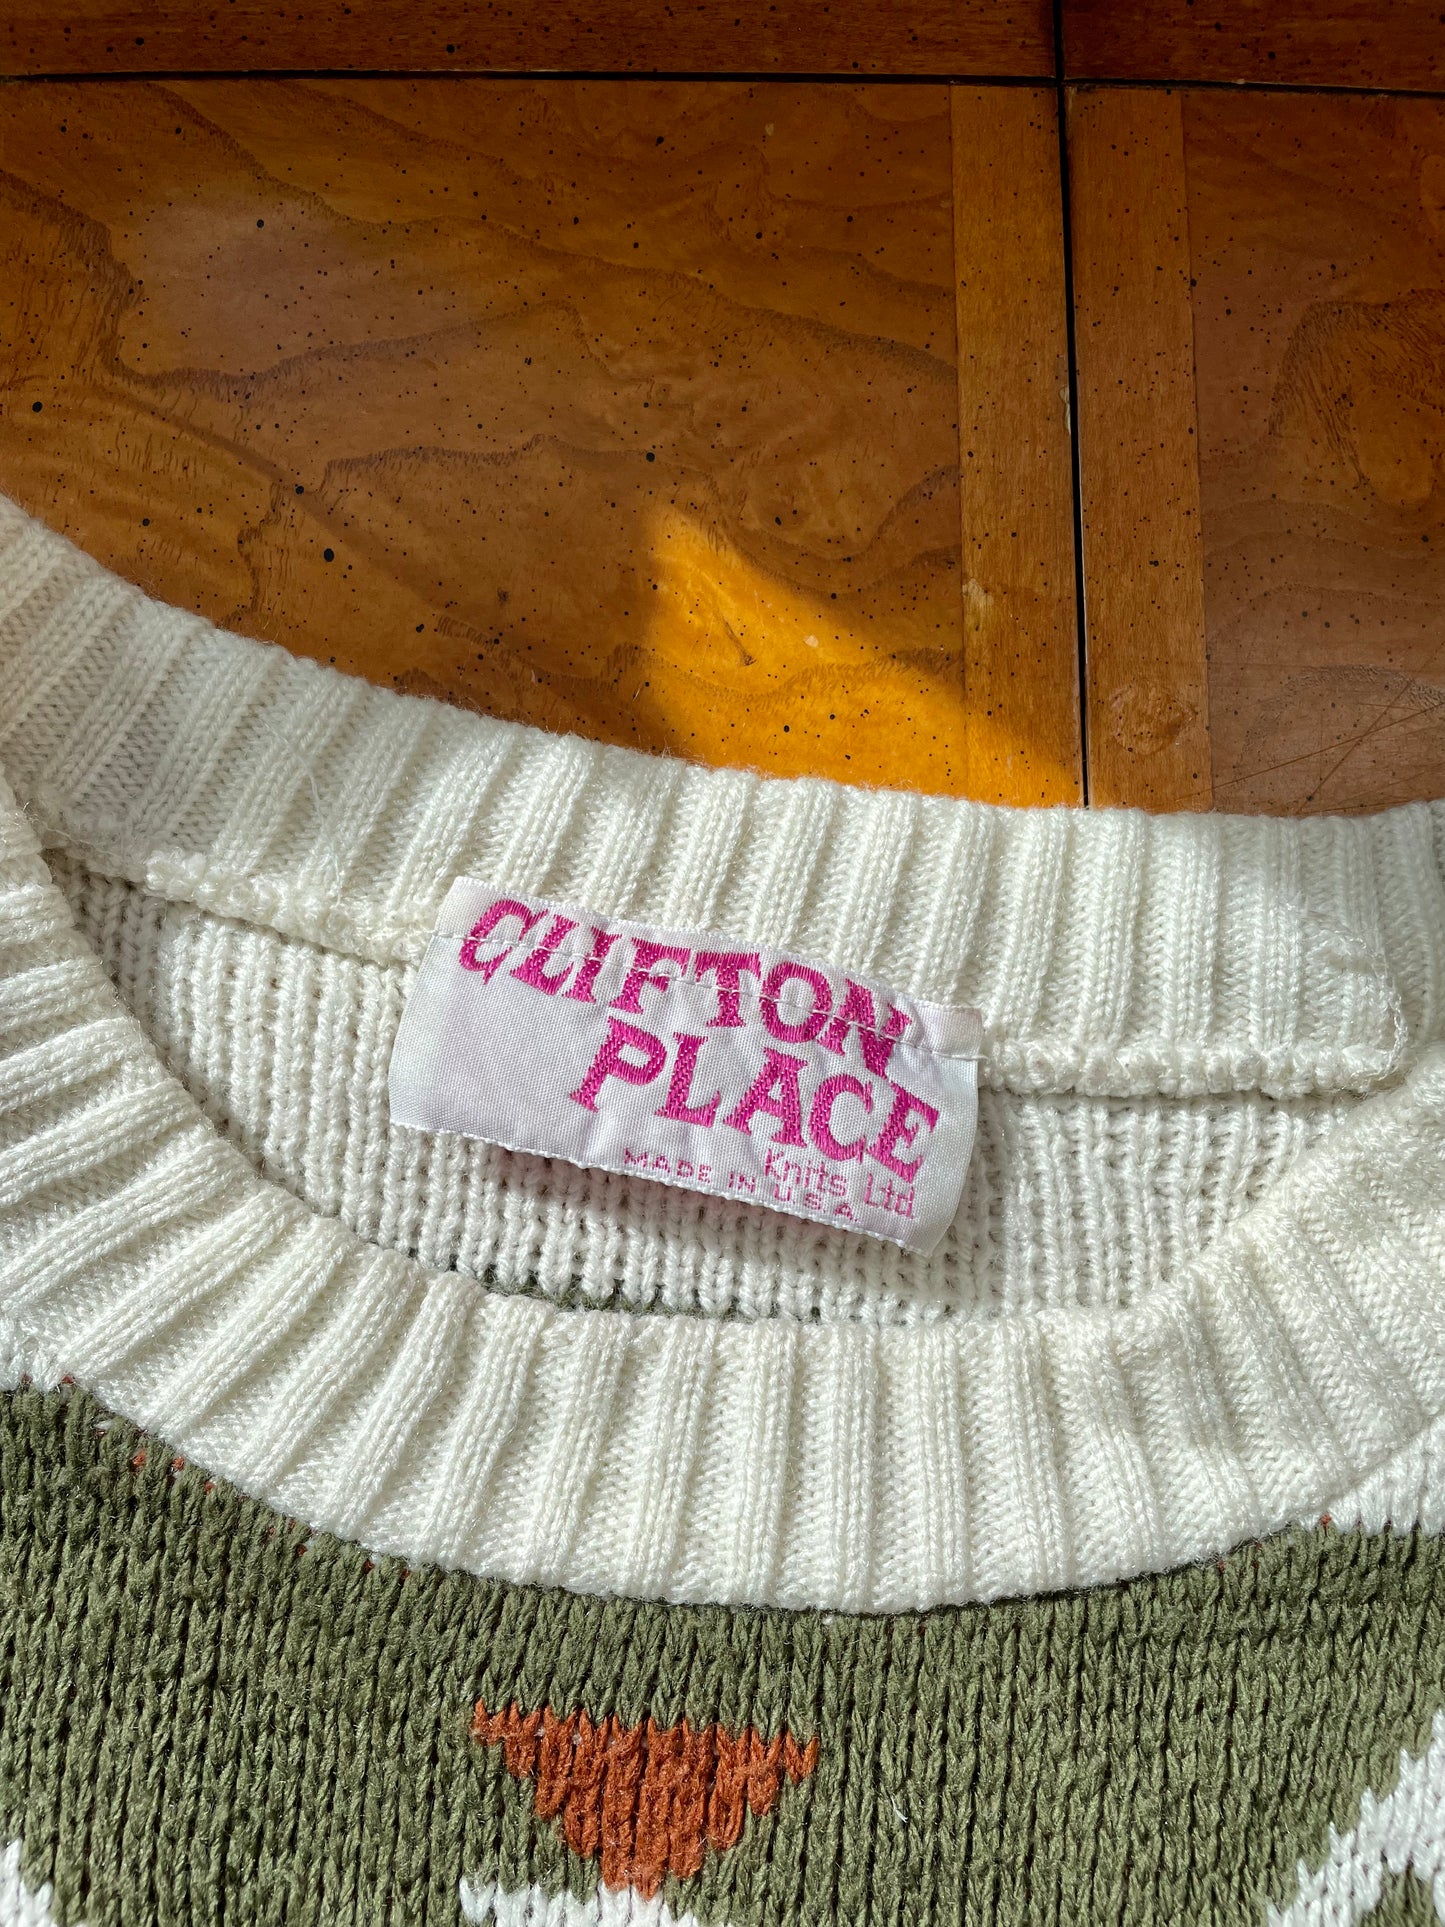 CLIFTON
PLACE
Knits, Ltd
MADE IN U.S.A.